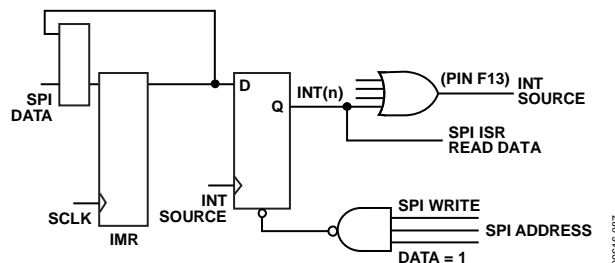 SPI
DATA
SCLK
IMR
D
Q
INT
SOURCE
INT(n)
(PIN F13)
INT
SOURCE
SPI ISR
READ DATA
SPI WRITE
SPI ADDRESS
DATA = 1